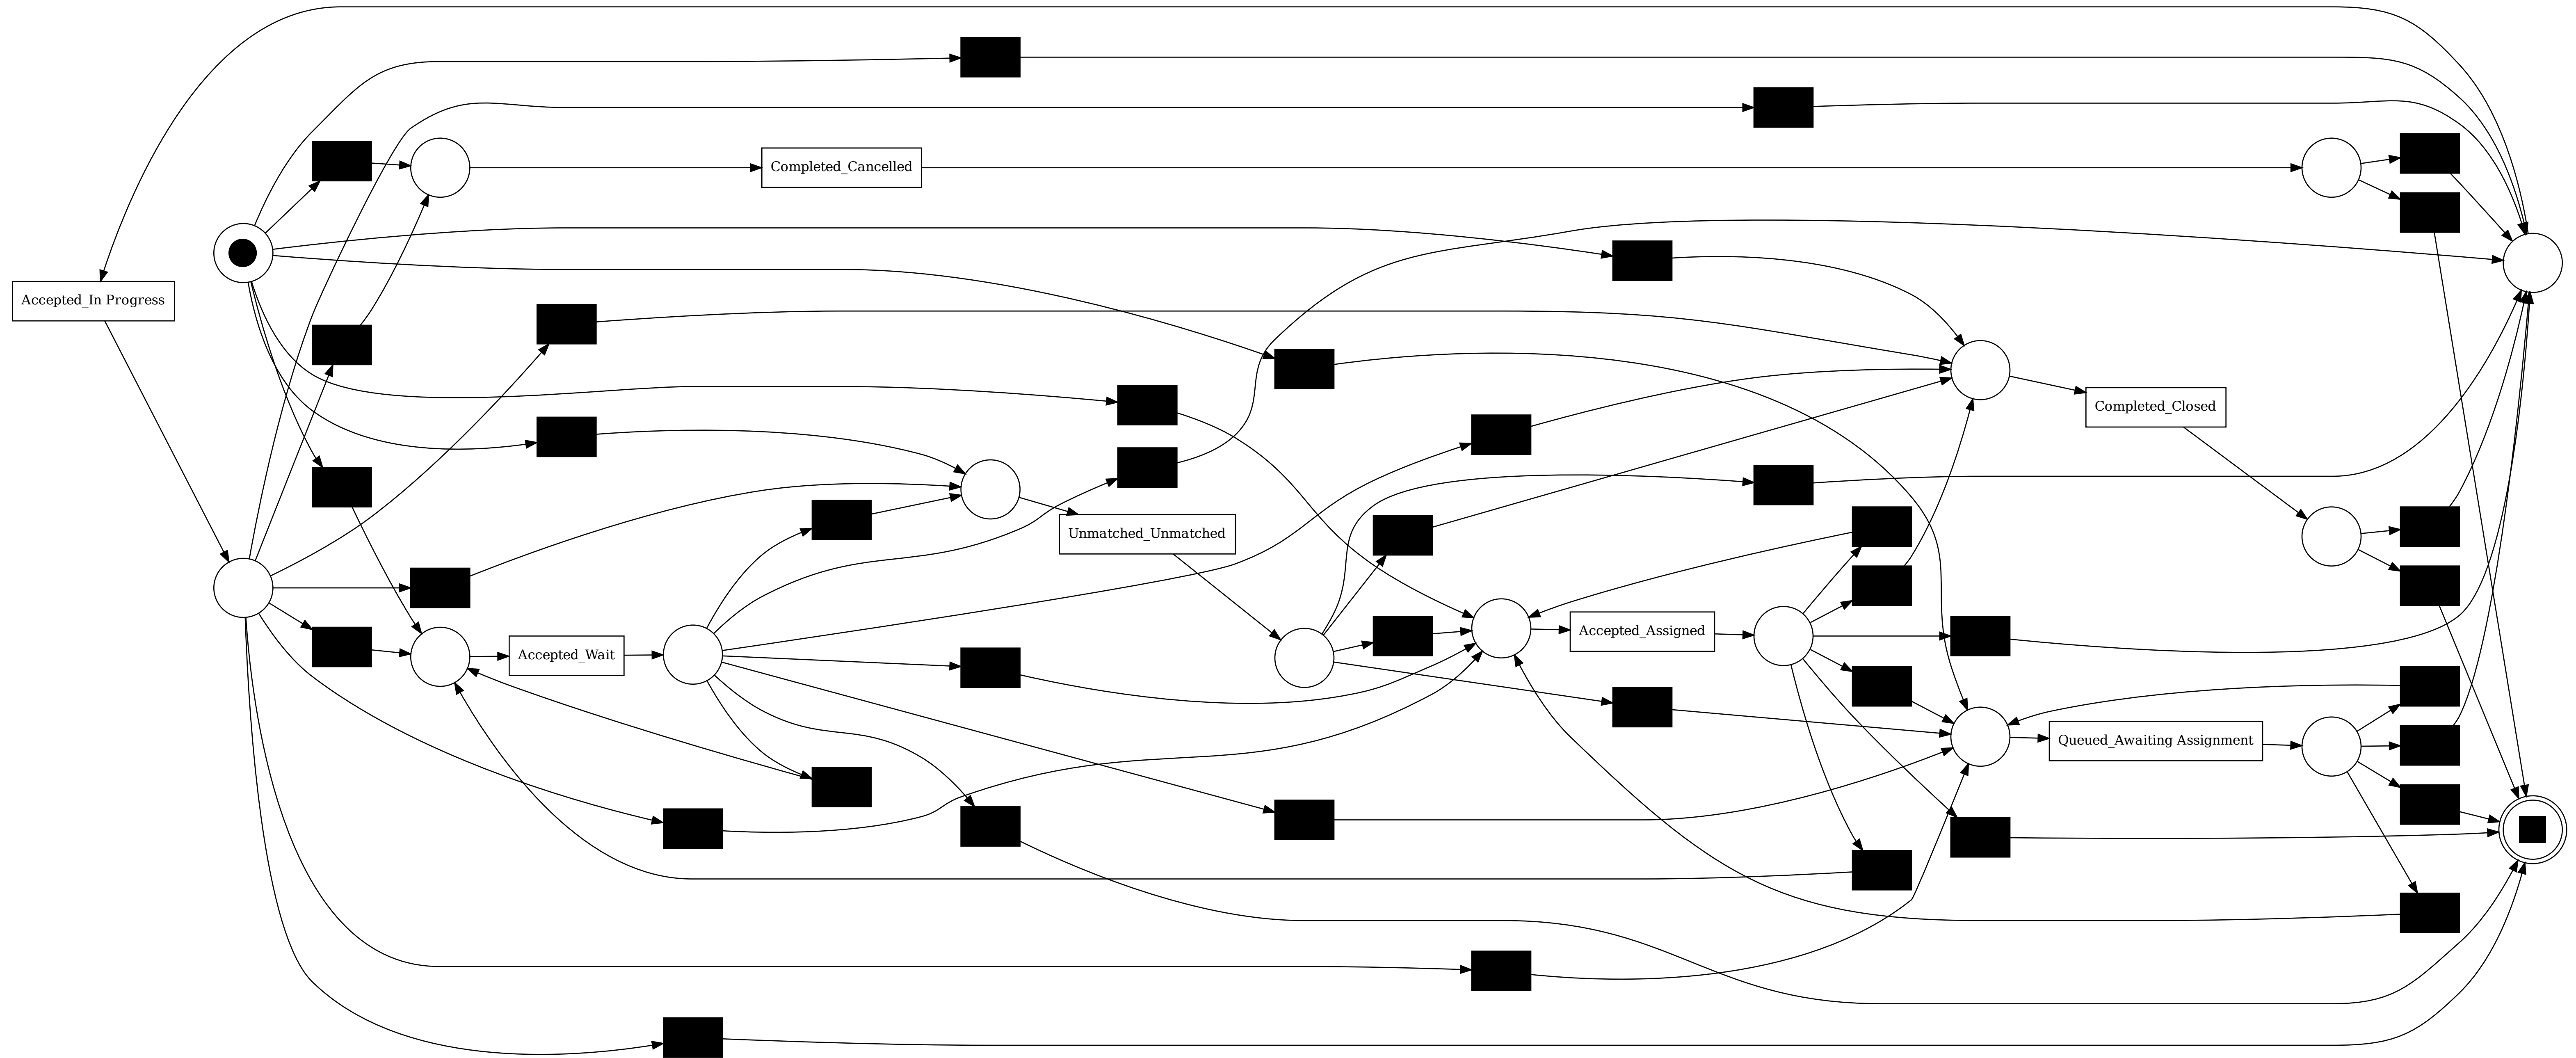 Completed_Cancelled
Accepted_In Progress
Completed_Closed
Unmatched_Unmatched
Accepted_Assigned
Accepted_Wait
Queued_Awaiting Assignment